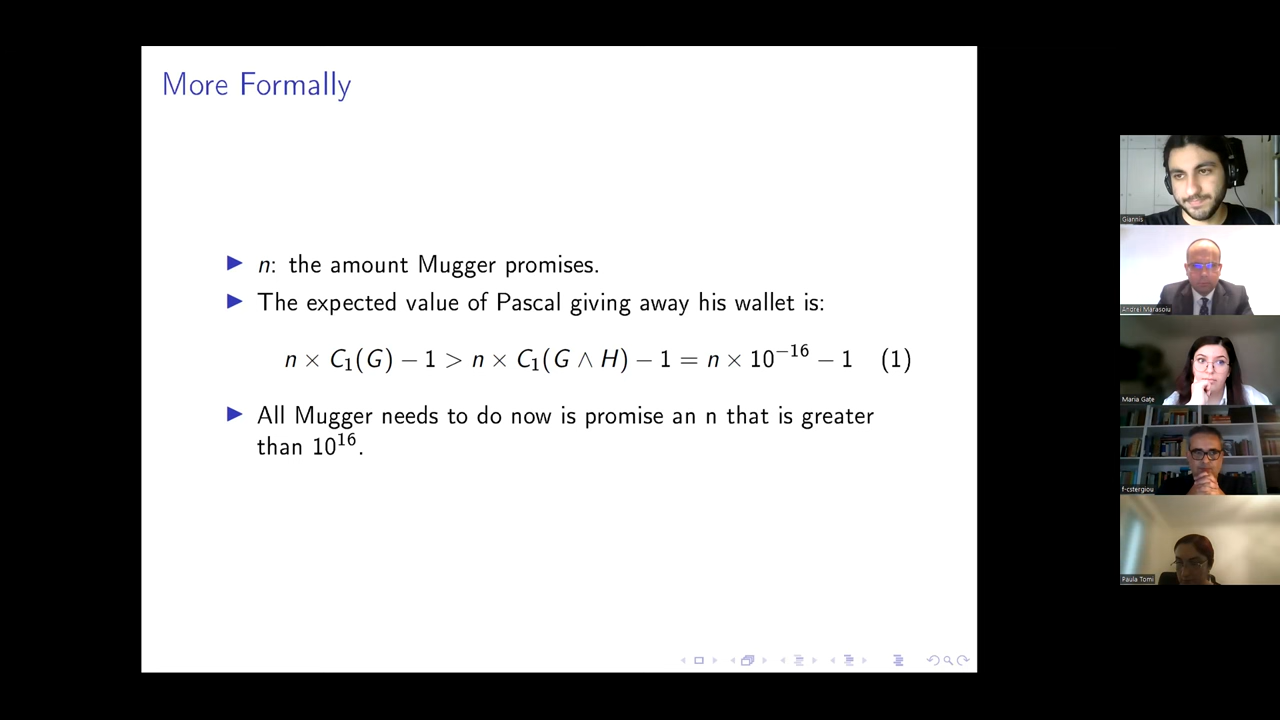 More Formally
▶ n: the amount Mugger promises.
▶ The expected value of Pascal giving away his wallet is:
n × C₁(G) − 1 > n × C₁(G ∧ H) − 1 = n × 10⁻¹⁶ − 1 (1)
▶ All Mugger needs to do now is promise an n that is greater
than 10¹⁶.
Giannis
Andrei Marasoiu
Maria Gate
f-cstergiou
Paula Tomi